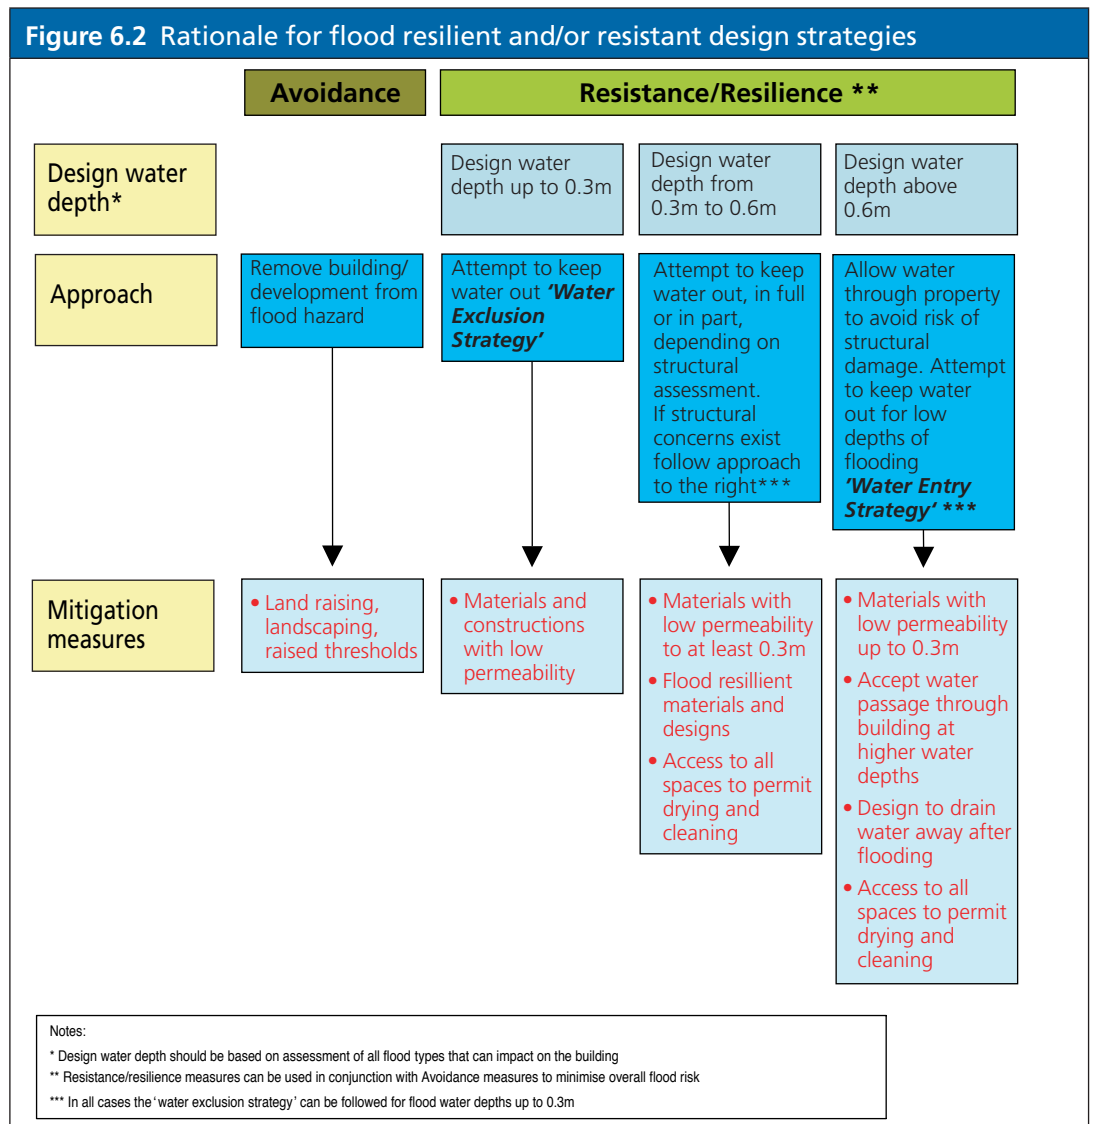 Figure 6.2 Rationale for flood resilient and/or resistant design strategies
Avoidance
Resistance/Resilience **
Design water
depth*
Design water
depth up to 0.3m
Design water
depth from
0.3m to 0.6m
Design water
depth above
0.6m
Approach
Remove building/
development from
flood hazard
Attempt to keep
water out ‘Water
Exclusion
Strategy’
Attempt to keep
water out, in full
or in part,
depending on
structural
assessment.
If structural
concerns exist
follow approach
to the right***
Allow water
through property
to avoid risk of
structural
damage. Attempt
to keep water
out for low
depths of
flooding
’Water Entry
Strategy’ ***
Mitigation
measures
• Land raising,
landscaping,
raised thresholds
• Materials and
constructions
with low
permeability
• Materials with
low permeability
to at least 0.3m
• Flood resillient
materials and
designs
• Access to all
spaces to permit
drying and
cleaning
• Materials with
low permeability
up to 0.3m
• Accept water
passage through
building at
higher water
depths
• Design to drain
water away after
flooding
• Access to all
spaces to permit
drying and
cleaning
Notes:
* Design water depth should be based on assessment of all flood types that can impact on the building
** Resistance/resilience measures can be used in conjunction with Avoidance measures to minimise overall flood risk
*** In all cases the ‘water exclusion strategy’ can be followed for flood water depths up to 0.3m